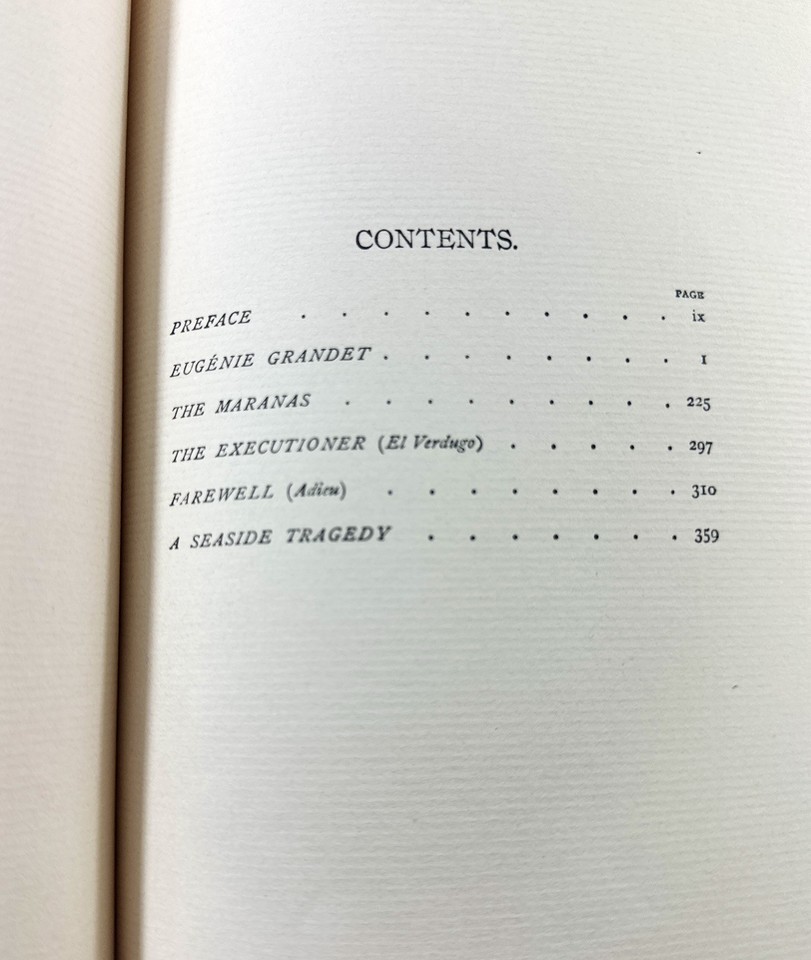 CONTENTS.
PAGE
PREFACE . . . . . . . . . . ix
EUGÉNIE GRANDET . . . . . . . . 1
THE MARANAS . . . . . . . . . 225
THE EXECUTIONER (El Verdugo) . . . . . 297
FAREWELL (Adieu) . . . . . . . . 310
A SEASIDE TRAGEDY . . . . . . . 359